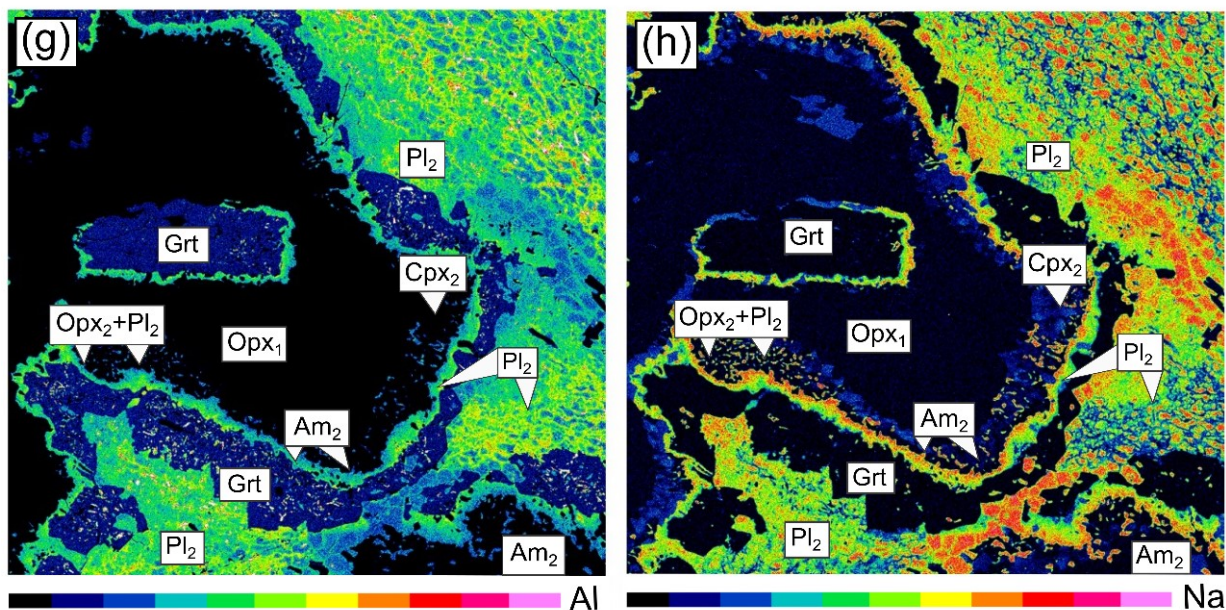 (g)
Pl₂
Grt
Cpx₂
Opx₂+Pl₂
Opx₁
Pl₂
Am₂
Grt
Pl₂
Am₂
Al
(h)
Pl₂
Grt
Cpx₂
Opx₂+Pl₂
Opx₁
Pl₂
Am₂
Grt
Pl₂
Am₂
Na